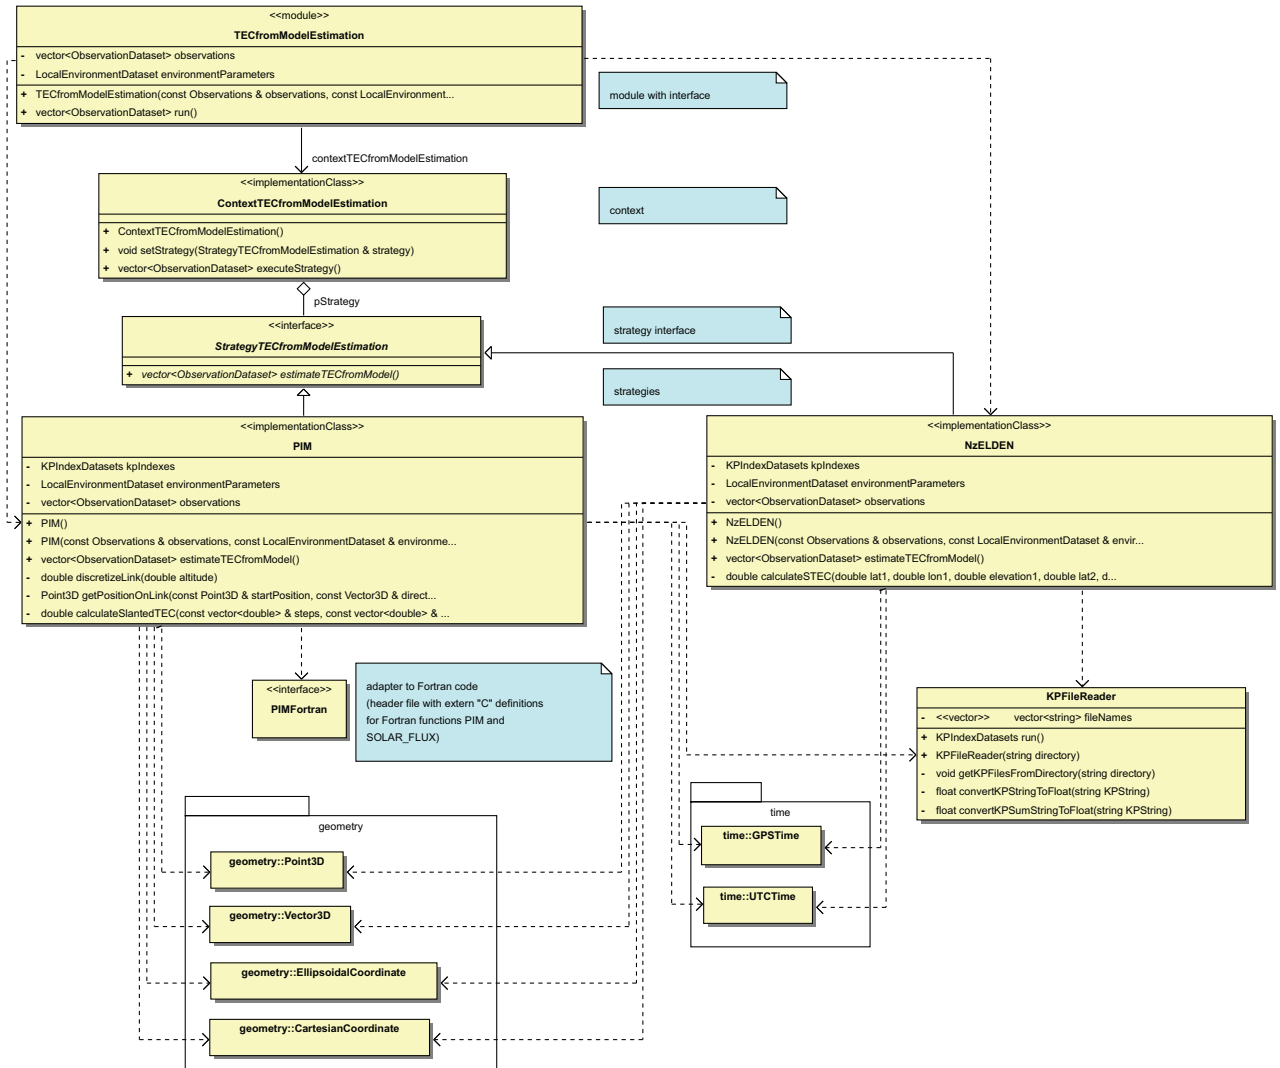 <<module>>
TECfromModelEstimation
- vector<ObservationDataset> observations
- LocalEnvironmentDataset environmentParameters
+ TECfromModelEstimation(const Observations & observations, const LocalEnvironment...
+ vector<ObservationDataset> run()
module with interface
contextTECfromModelEstimation
<<implementationClass>>
ContextTECfromModelEstimation
+ ContextTECfromModelEstimation()
+ void setStrategy(StrategyTECfromModelEstimation & strategy)
+ vector<ObservationDataset> executeStrategy()
context
pStrategy
<<interface>>
StrategyTECfromModelEstimation
+ vector<ObservationDataset> estimateTECfromModel()
strategy interface
strategies
<<implementationClass>>
PIM
- KPIndexDatasets kpIndexes
- LocalEnvironmentDataset environmentParameters
- vector<ObservationDataset> observations
+ PIM()
+ PIM(const Observations & observations, const LocalEnvironmentDataset & environme...
+ vector<ObservationDataset> estimateTECfromModel()
- double discretizeLink(double altitude)
- Point3D getPositionOnLink(const Point3D & startPosition, const Vector3D & direct...
- double calculateSlantedTEC(const vector<double> & steps, const vector<double> & ...
<<implementationClass>>
NzELDEN
- KPIndexDatasets kpIndexes
- LocalEnvironmentDataset environmentParameters
- vector<ObservationDataset> observations
+ NzELDEN()
+ NzELDEN(const Observations & observations, const LocalEnvironmentDataset & envir...
+ vector<ObservationDataset> estimateTECfromModel()
- double calculateSTEC(double lat1, double lon1, double elevation1, double lat2, d...
<<interface>>
PIMFortran
adapter to Fortran code
(header file with extern "C" definitions
for Fortran functions PIM and
SOLAR_FLUX)
KPFileReader
- <<vector>> vector<string> fileNames
+ KPIndexDatasets run()
+ KPFileReader(string directory)
- void getKPFilesFromDirectory(string directory)
- float convertKPStringToFloat(string KPString)
- float convertKPSumStringToFloat(string KPString)
geometry
geometry::Point3D
geometry::Vector3D
geometry::EllipsoidalCoordinate
geometry::CartesianCoordinate
time
time::GPSTime
time::UTCTime